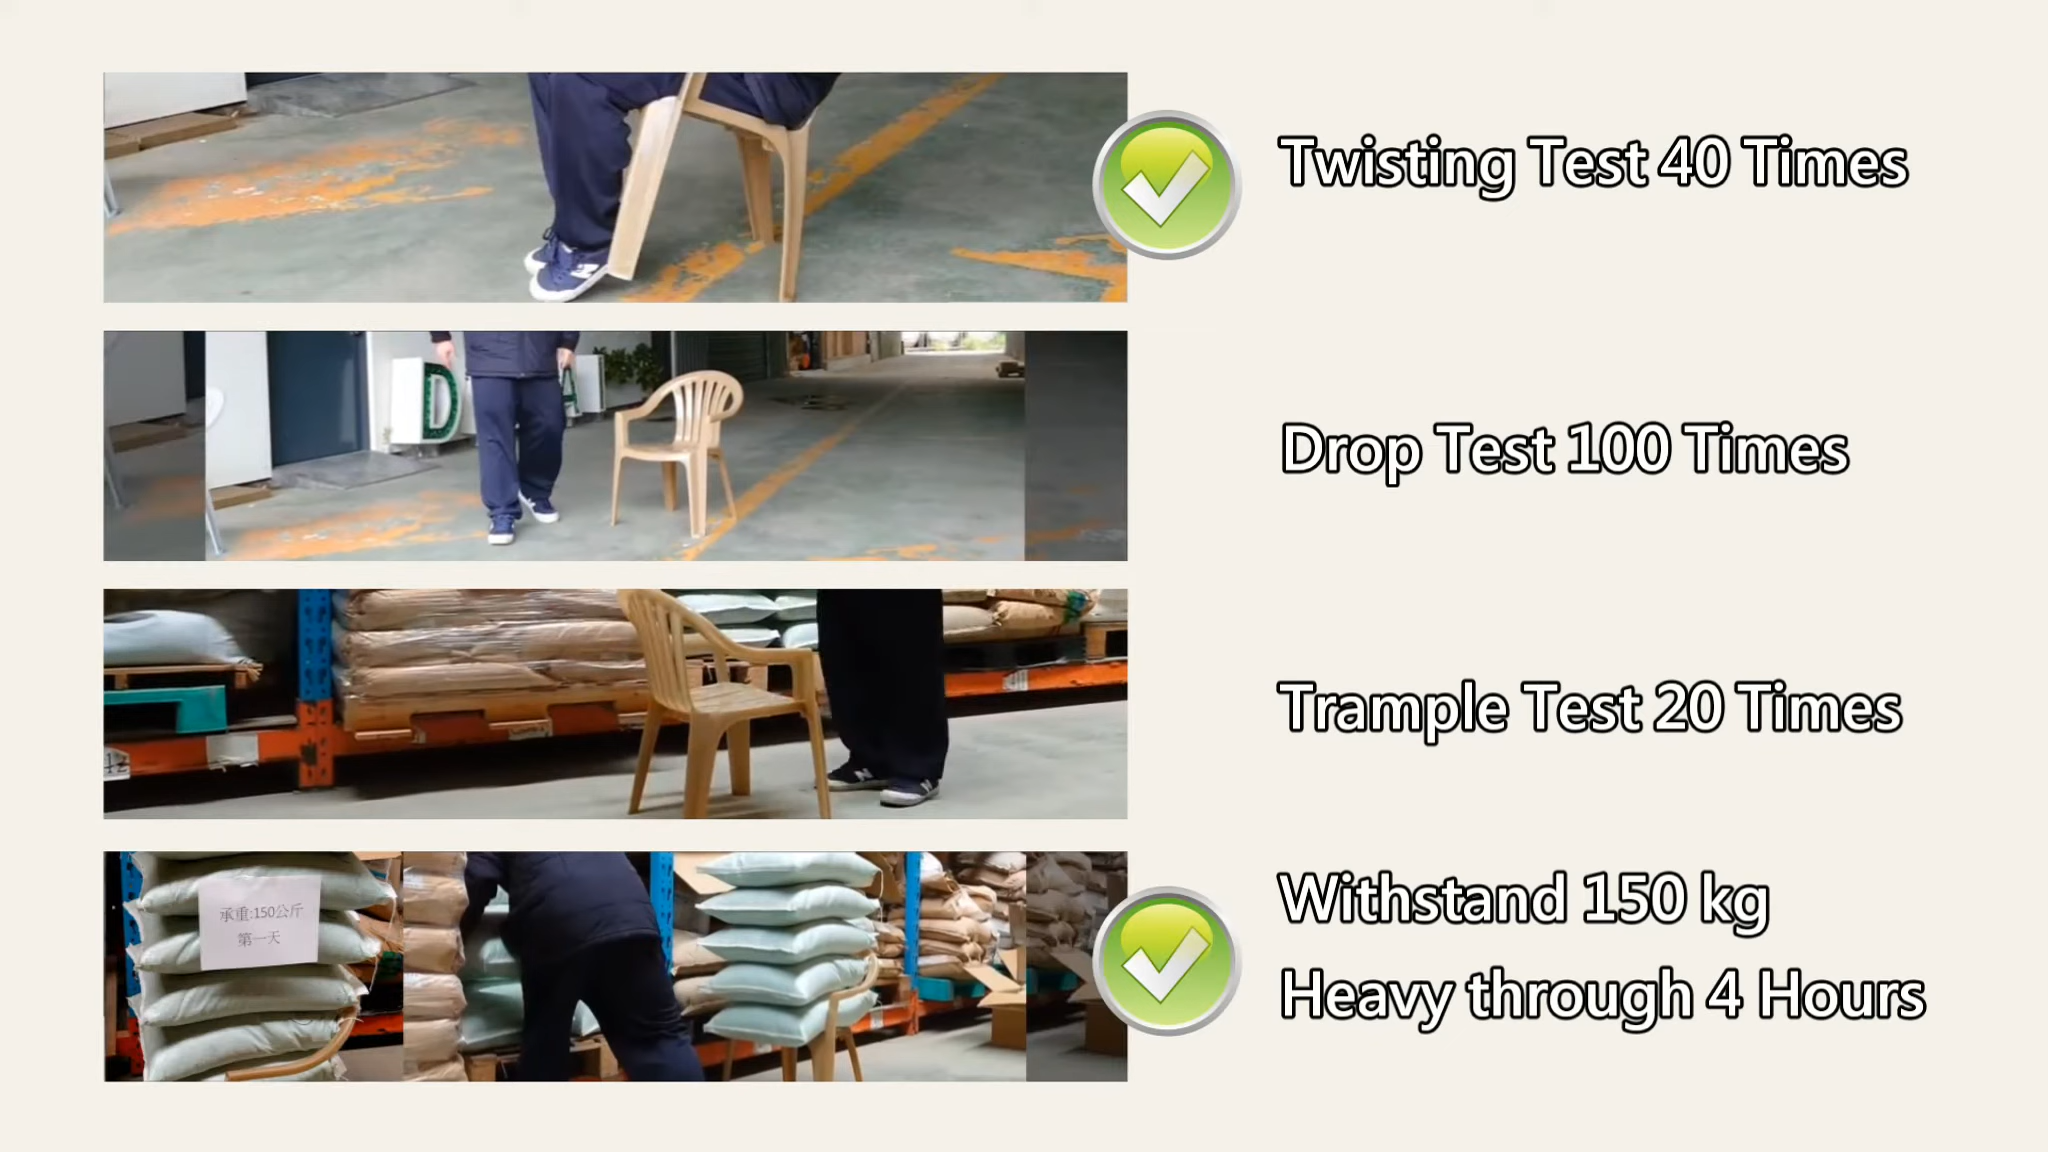 Twisting Test 40 Times
D
Drop Test 100 Times
Trample Test 20 Times
承重:150公斤
第一天
Withstand 150 kg
Heavy through 4 Hours